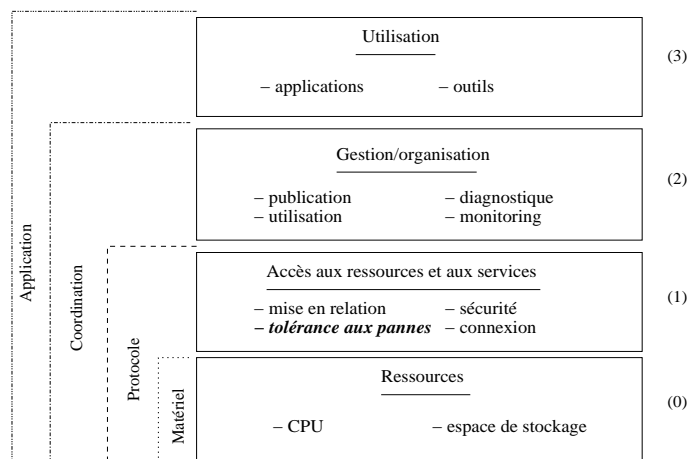 Utilisation
(3)
– applications – outils
Gestion/organisation
(2)
– publication – diagnostique
– utilisation – monitoring
Accès aux ressources et aux services
(1)
– mise en relation – sécurité
– tolérance aux pannes – connexion
Ressources
(0)
– CPU – espace de stockage
Application
Coordination
Protocole
Matériel